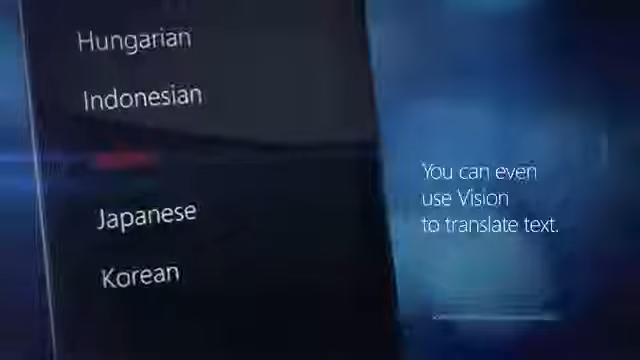 Hungarian
Indonesian
Japanese
Korean
You can even
use Vision
to translate text.